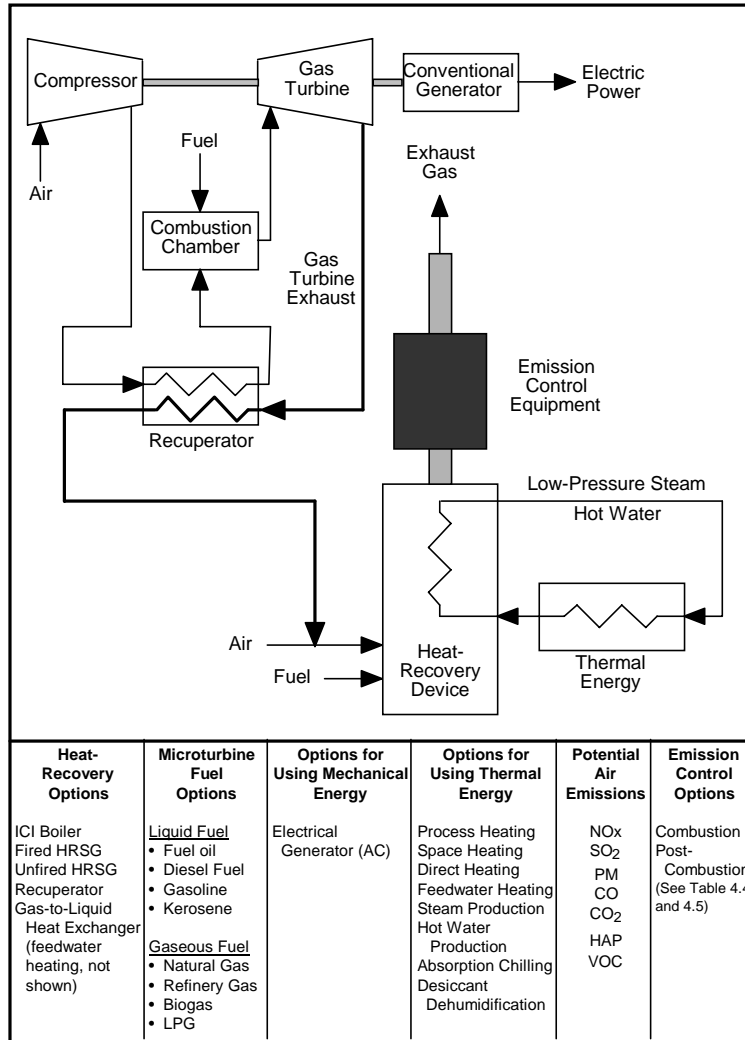 Compressor
Gas
Turbine
Conventional
Generator
Electric
Power
Air
Fuel
Combustion
Chamber
Gas
Turbine
Exhaust
Exhaust
Gas
Recuperator
Emission
Control
Equipment
Low-Pressure Steam
Hot Water
Air
Fuel
Heat-
Recovery
Device
Thermal
Energy
Heat-
Recovery
Options
ICI Boiler
Fired HRSG
Unfired HRSG
Recuperator
Gas-to-Liquid
Heat Exchanger
(feedwater
heating, not
shown)
Microturbine
Fuel
Options
Liquid Fuel
• Fuel oil
• Diesel Fuel
• Gasoline
• Kerosene
Gaseous Fuel
• Natural Gas
• Refinery Gas
• Biogas
• LPG
Options for
Using Mechanical
Energy
Electrical
Generator (AC)
Options for
Using Thermal
Energy
Process Heating
Space Heating
Direct Heating
Feedwater Heating
Steam Production
Hot Water
Production
Absorption Chilling
Desiccant
Dehumidification
Potential
Air
Emissions
NOx
SO2
PM
CO
CO2
HAP
VOC
Emission
Control
Options
Combustion
Post-
Combustion
(See Table 4.4
and 4.5)